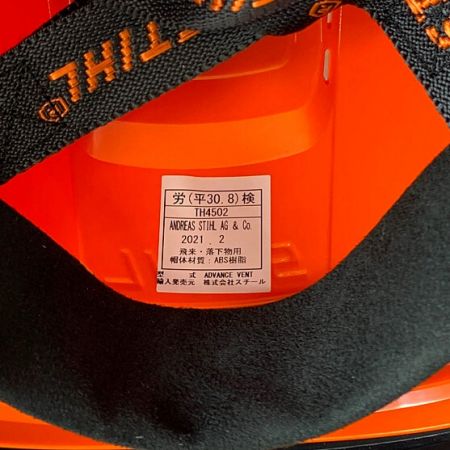 STIHL
労(平30.8)検
TH4502
ANDREAS STIHL AG & Co.
2021 . 2
飛来・落下物用
帽体材質:ABS樹脂
型 式 ADVANCE VENT
輸入発売元 株式会社スチール